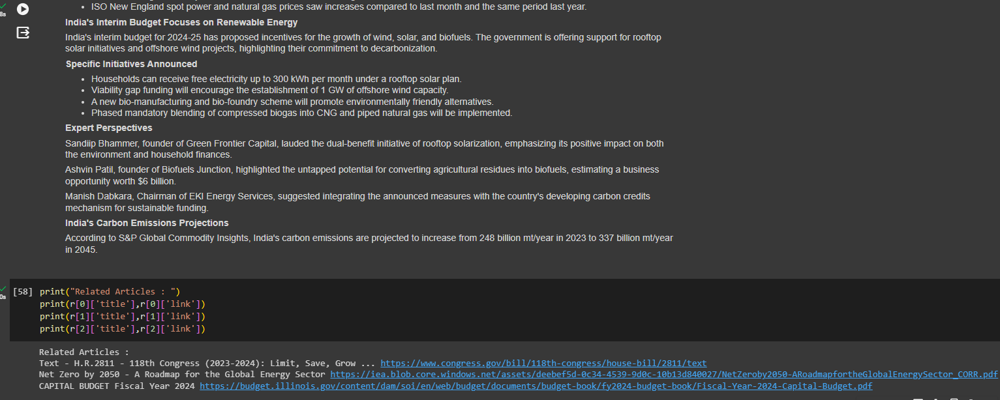 8s
• ISO New England spot power and natural gas prices saw increases compared to last month and the same period last year.
India's Interim Budget Focuses on Renewable Energy
India's interim budget for 2024-25 has proposed incentives for the growth of wind, solar, and biofuels. The government is offering support for rooftop
solar initiatives and offshore wind projects, highlighting their commitment to decarbonization.
Specific Initiatives Announced
• Households can receive free electricity up to 300 kWh per month under a rooftop solar plan.
• Viability gap funding will encourage the establishment of 1 GW of offshore wind capacity.
• A new bio-manufacturing and bio-foundry scheme will promote environmentally friendly alternatives.
• Phased mandatory blending of compressed biogas into CNG and piped natural gas will be implemented.
Expert Perspectives
Sandiip Bhammer, founder of Green Frontier Capital, lauded the dual-benefit initiative of rooftop solarization, emphasizing its positive impact on both
the environment and household finances.
Ashvin Patil, founder of Biofuels Junction, highlighted the untapped potential for converting agricultural residues into biofuels, estimating a business
opportunity worth $6 billion.
Manish Dabkara, Chairman of EKI Energy Services, suggested integrating the announced measures with the country's developing carbon credits
mechanism for sustainable funding.
India's Carbon Emissions Projections
According to S&P Global Commodity Insights, India's carbon emissions are projected to increase from 248 billion mt/year in 2023 to 337 billion mt/year
in 2045.
0s
[58] print("Related Articles : ")
print(r[0]['title'],r[0]['link'])
print(r[1]['title'],r[1]['link'])
print(r[2]['title'],r[2]['link'])
Related Articles :
Text - H.R.2811 - 118th Congress (2023-2024): Limit, Save, Grow ... https://www.congress.gov/bill/118th-congress/house-bill/2811/text
Net Zero by 2050 - A Roadmap for the Global Energy Sector https://iea.blob.core.windows.net/assets/deebef5d-0c34-4539-9d0c-10b13d840027/NetZeroby2050-ARoadmapfortheGlobalEnergySector_CORR.pdf
CAPITAL BUDGET Fiscal Year 2024 https://budget.illinois.gov/content/dam/soi/en/web/budget/documents/budget-book/fy2024-budget-book/Fiscal-Year-2024-Capital-Budget.pdf